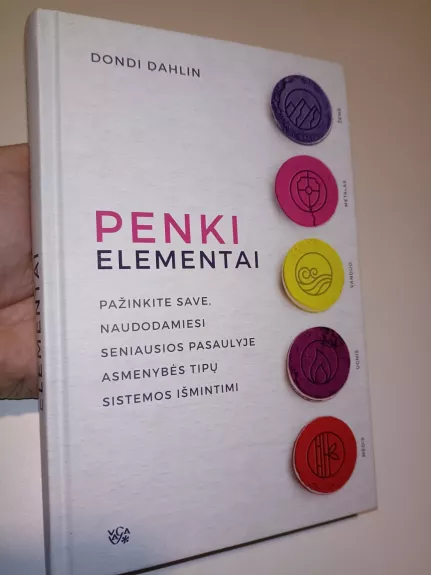 DONDI DAHLIN
PENKI
ELEMENTAI
PAŽINKITE SAVE,
NAUDODAMIESI
SENIAUSIOS PASAULYJE
ASMENYBĖS TIPŲ
SISTEMOS IŠMINTIMI
ŽEMĖ
METALAS
VANDUO
UGNIS
MEDIS
VAGA
ELEMENTAI